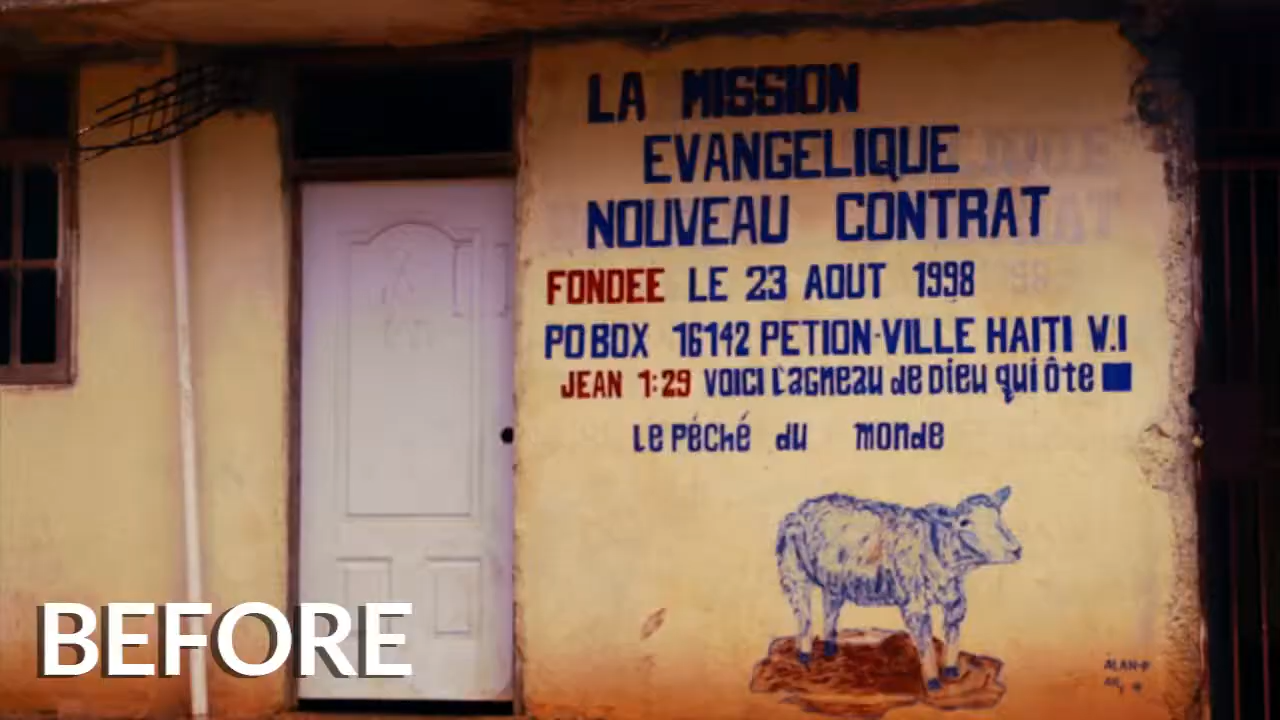 LA MISSION
EVANGELIQUE
NOUVEAU CONTRAT
FONDEE LE 23 AOUT 1998
PO BOX 16142 PETION-VILLE HAITI W.I
JEAN 1:29 VOICI L'AGNEAU de DIEU qui ôte
Le PéChé du monde
ALAN-P
BEFORE